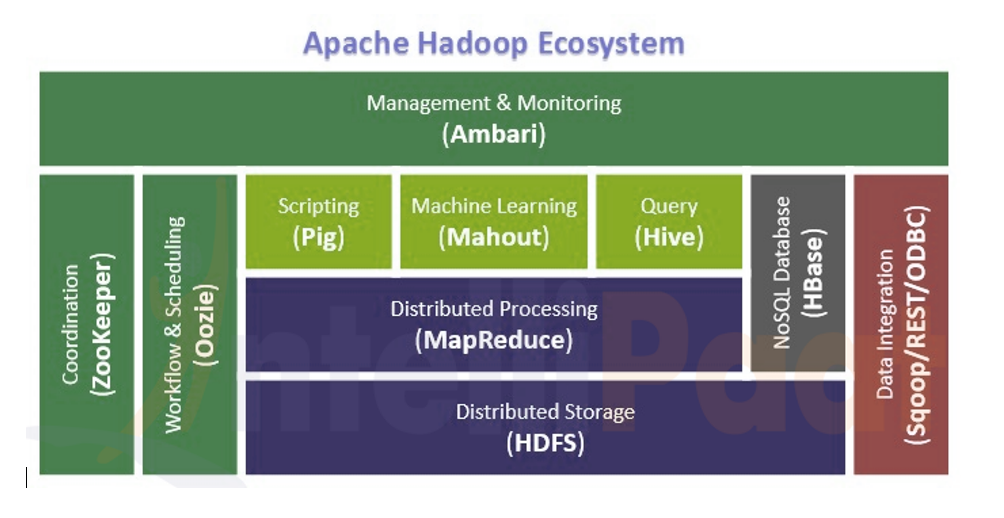 Apache Hadoop Ecosystem
Management & Monitoring
(Ambari)
Coordination
(ZooKeeper)
Workflow & Scheduling
(Oozie)
Scripting
(Pig)
Machine Learning
(Mahout)
Query
(Hive)
NoSQL Database
(HBase)
Data Integration
(Sqoop/REST/ODBC)
Distributed Processing
(MapReduce)
Distributed Storage
(HDFS)
IntelliPaat